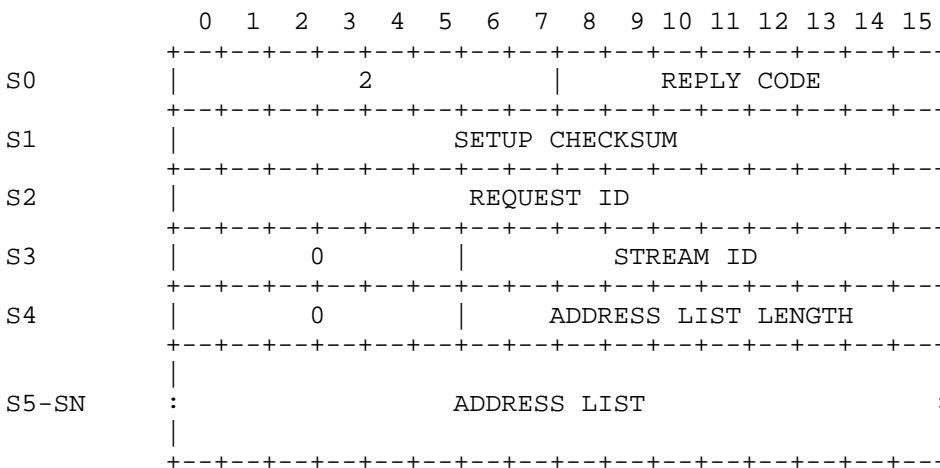 0 1 2 3 4 5 6 7 8 9 10 11 12 13 14 15
+--+--+--+--+--+--+--+--+--+--+--+--+--+--+--+--
S0 | 2 | REPLY CODE
+--+--+--+--+--+--+--+--+--+--+--+--+--+--+--+--
S1 | SETUP CHECKSUM
+--+--+--+--+--+--+--+--+--+--+--+--+--+--+--+--
S2 | REQUEST ID
+--+--+--+--+--+--+--+--+--+--+--+--+--+--+--+--
S3 | 0 | STREAM ID
+--+--+--+--+--+--+--+--+--+--+--+--+--+--+--+--
S4 | 0 | ADDRESS LIST LENGTH
+--+--+--+--+--+--+--+--+--+--+--+--+--+--+--+--
|
S5-SN : ADDRESS LIST :
|
+--+--+--+--+--+--+--+--+--+--+--+--+--+--+--+--